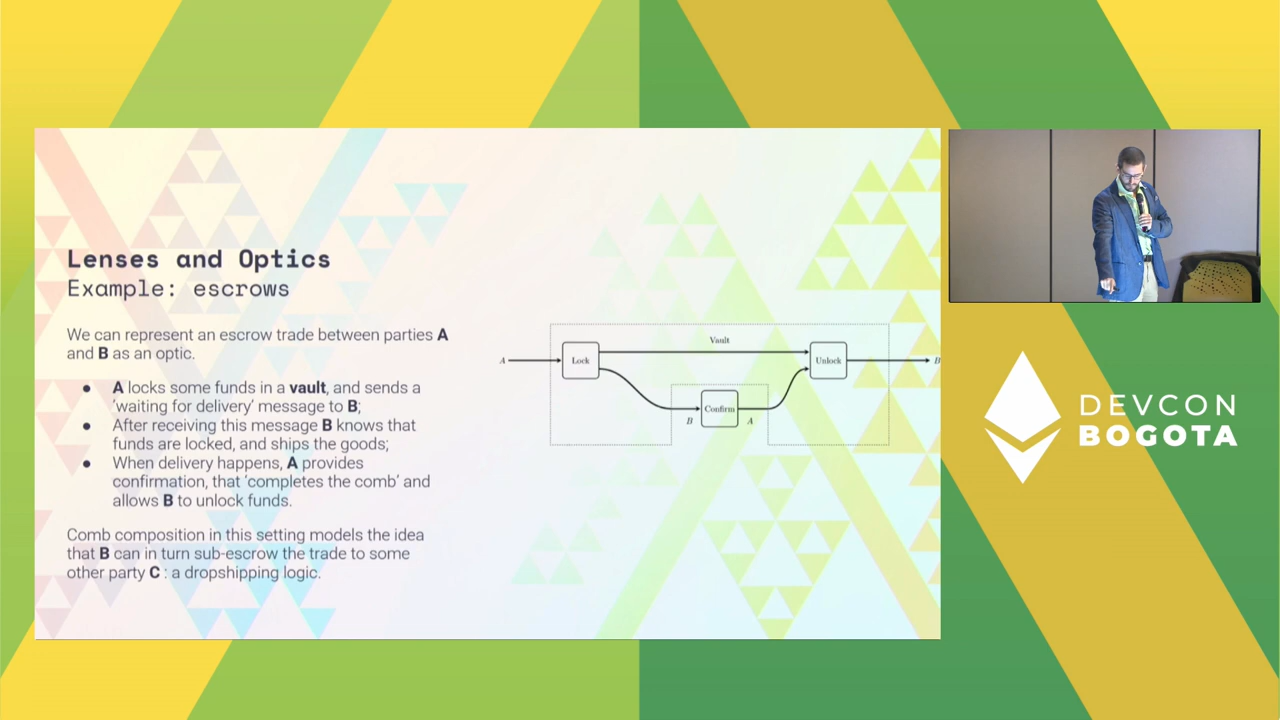 Lenses and Optics
Example: escrows
We can represent an escrow trade between parties A
and B as an optic.
● A locks some funds in a vault, and sends a
'waiting for delivery' message to B;
● After receiving this message B knows that
funds are locked, and ships the goods;
● When delivery happens, A provides
confirmation, that 'completes the comb' and
allows B to unlock funds.
Comb composition in this setting models the idea
that B can in turn sub-escrow the trade to some
other party C : a dropshipping logic.
Vault
A
Lock
Unlock
B
Confirm
B
A
DEVCON
BOGOTA